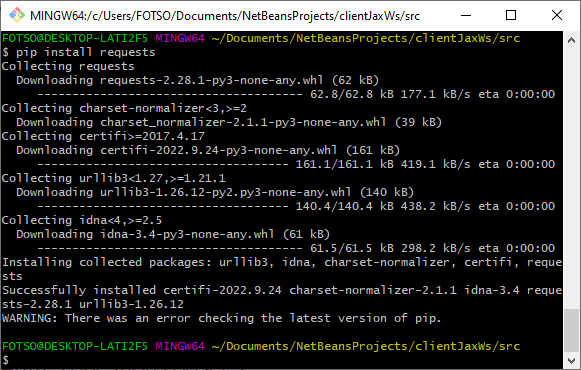 MINGW64:/c/Users/FOTSO/Documents/NetBeansProjects/clientJaxWs/src
FOTSO@DESKTOP-LATI2F5 MINGW64 ~/Documents/NetBeansProjects/clientJaxWs/src
$ pip install requests
Collecting requests
  Downloading requests-2.28.1-py3-none-any.whl (62 kB)
     ---------------------------------------- 62.8/62.8 kB 177.1 kB/s eta 0:00:00
Collecting charset-normalizer<3,>=2
  Downloading charset_normalizer-2.1.1-py3-none-any.whl (39 kB)
Collecting certifi>=2017.4.17
  Downloading certifi-2022.9.24-py3-none-any.whl (161 kB)
     -------------------------------------- 161.1/161.1 kB 419.1 kB/s eta 0:00:00
Collecting urllib3<1.27,>=1.21.1
  Downloading urllib3-1.26.12-py2.py3-none-any.whl (140 kB)
     -------------------------------------- 140.4/140.4 kB 438.2 kB/s eta 0:00:00
Collecting idna<4,>=2.5
  Downloading idna-3.4-py3-none-any.whl (61 kB)
     ---------------------------------------- 61.5/61.5 kB 298.2 kB/s eta 0:00:00
Installing collected packages: urllib3, idna, charset-normalizer, certifi, reque
sts
Successfully installed certifi-2022.9.24 charset-normalizer-2.1.1 idna-3.4 reque
sts-2.28.1 urllib3-1.26.12
WARNING: There was an error checking the latest version of pip.
FOTSO@DESKTOP-LATI2F5 MINGW64 ~/Documents/NetBeansProjects/clientJaxWs/src
$